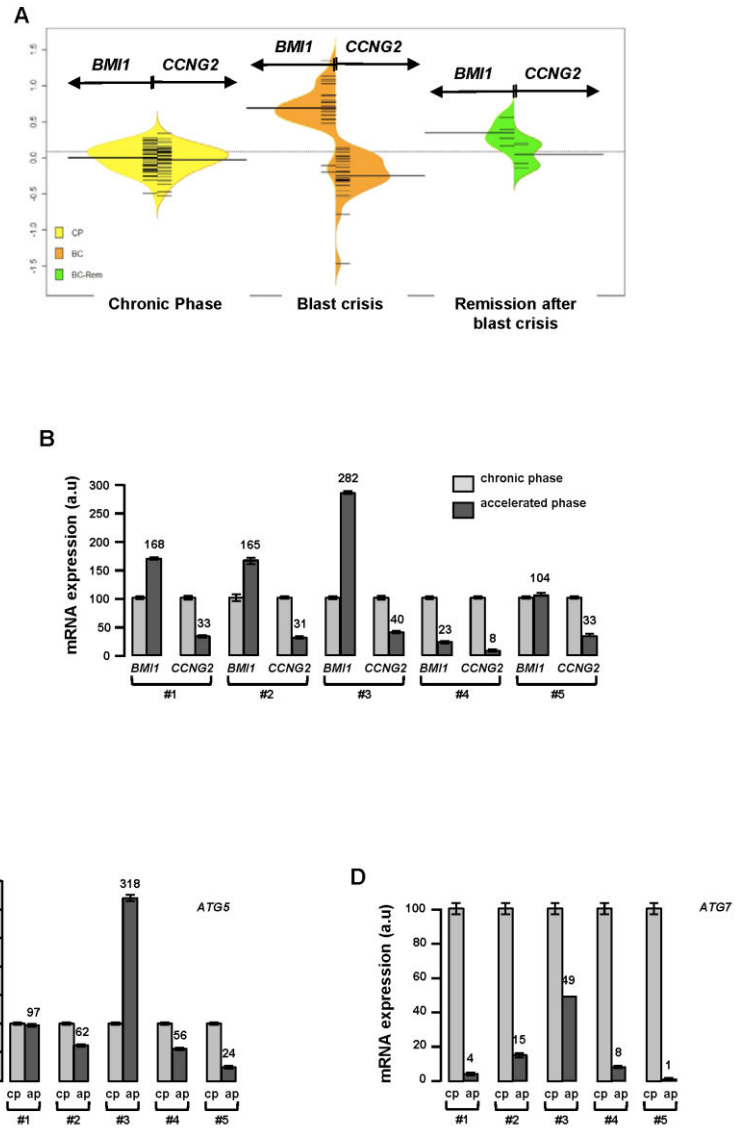 A
BMI1 CCNG2
BMI1 CCNG2
BMI1 CCNG2
1.5
1.0
0.5
0.0
-0.5
-1.0
-1.5
CP
BC
BC-Rem
Chronic Phase
Blast crisis
Remission after
blast crisis
B
mRNA expression (a.u)
300
250
200
150
100
50
0
chronic phase
accelerated phase
168 33 165 31 282 40 23 8 104 33
BMI1 CCNG2 BMI1 CCNG2 BMI1 CCNG2 BMI1 CCNG2 BMI1 CCNG2
#1 #2 #3 #4 #5
ATG5
97 62 318 56 24
cp ap cp ap cp ap cp ap cp ap
#1 #2 #3 #4 #5
D
mRNA expression (a.u)
100
80
60
40
20
0
ATG7
4 15 49 8 1
cp ap cp ap cp ap cp ap cp ap
#1 #2 #3 #4 #5